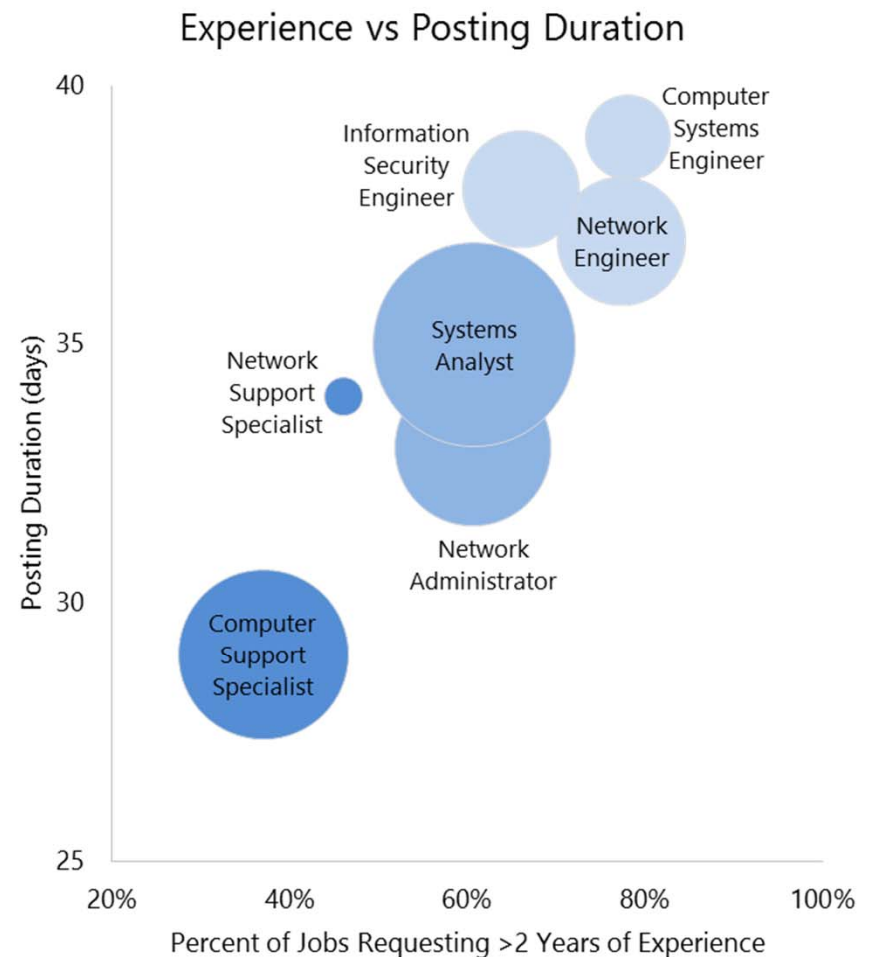 Experience vs Posting Duration
40
Computer
Systems
Engineer
Information
Security
Engineer
Network
Engineer
Systems
Analyst
35
Network
Support
Specialist
Posting Duration (days)
Network
Administrator
30
Computer
Support
Specialist
25
20%
40%
60%
80%
100%
Percent of Jobs Requesting >2 Years of Experience